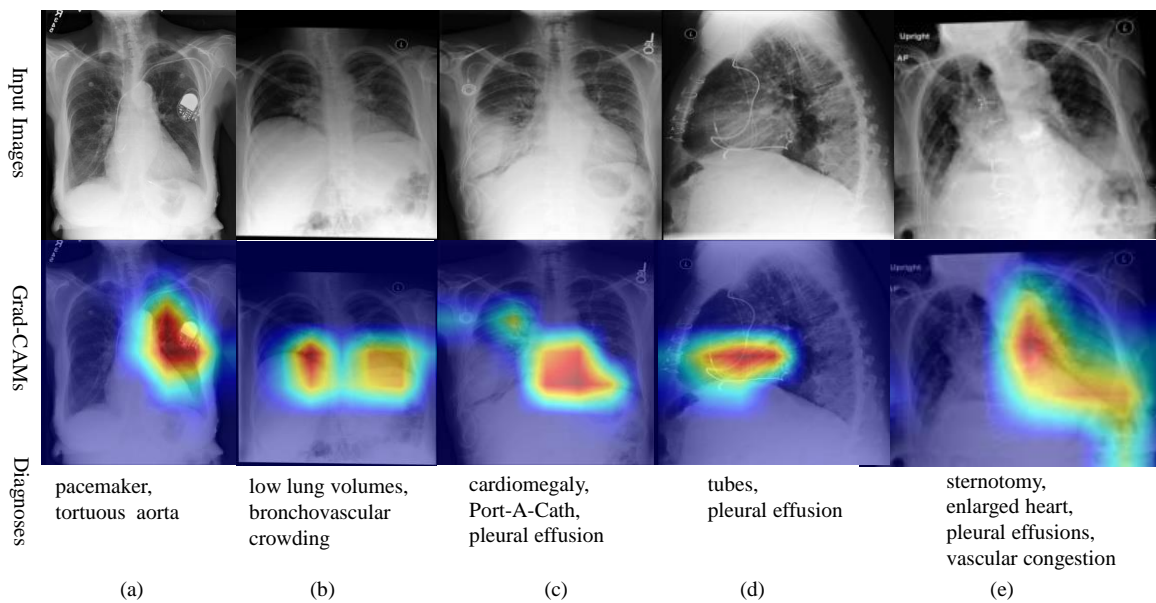 Input Images
Upright
AP
Grad-CAMs
Upright
Diagnoses
pacemaker,
tortuous aorta
low lung volumes,
bronchovascular
crowding
cardiomegaly,
Port-A-Cath,
pleural effusion
tubes,
pleural effusion
sternotomy,
enlarged heart,
pleural effusions,
vascular congestion
(a)
(b)
(c)
(d)
(e)